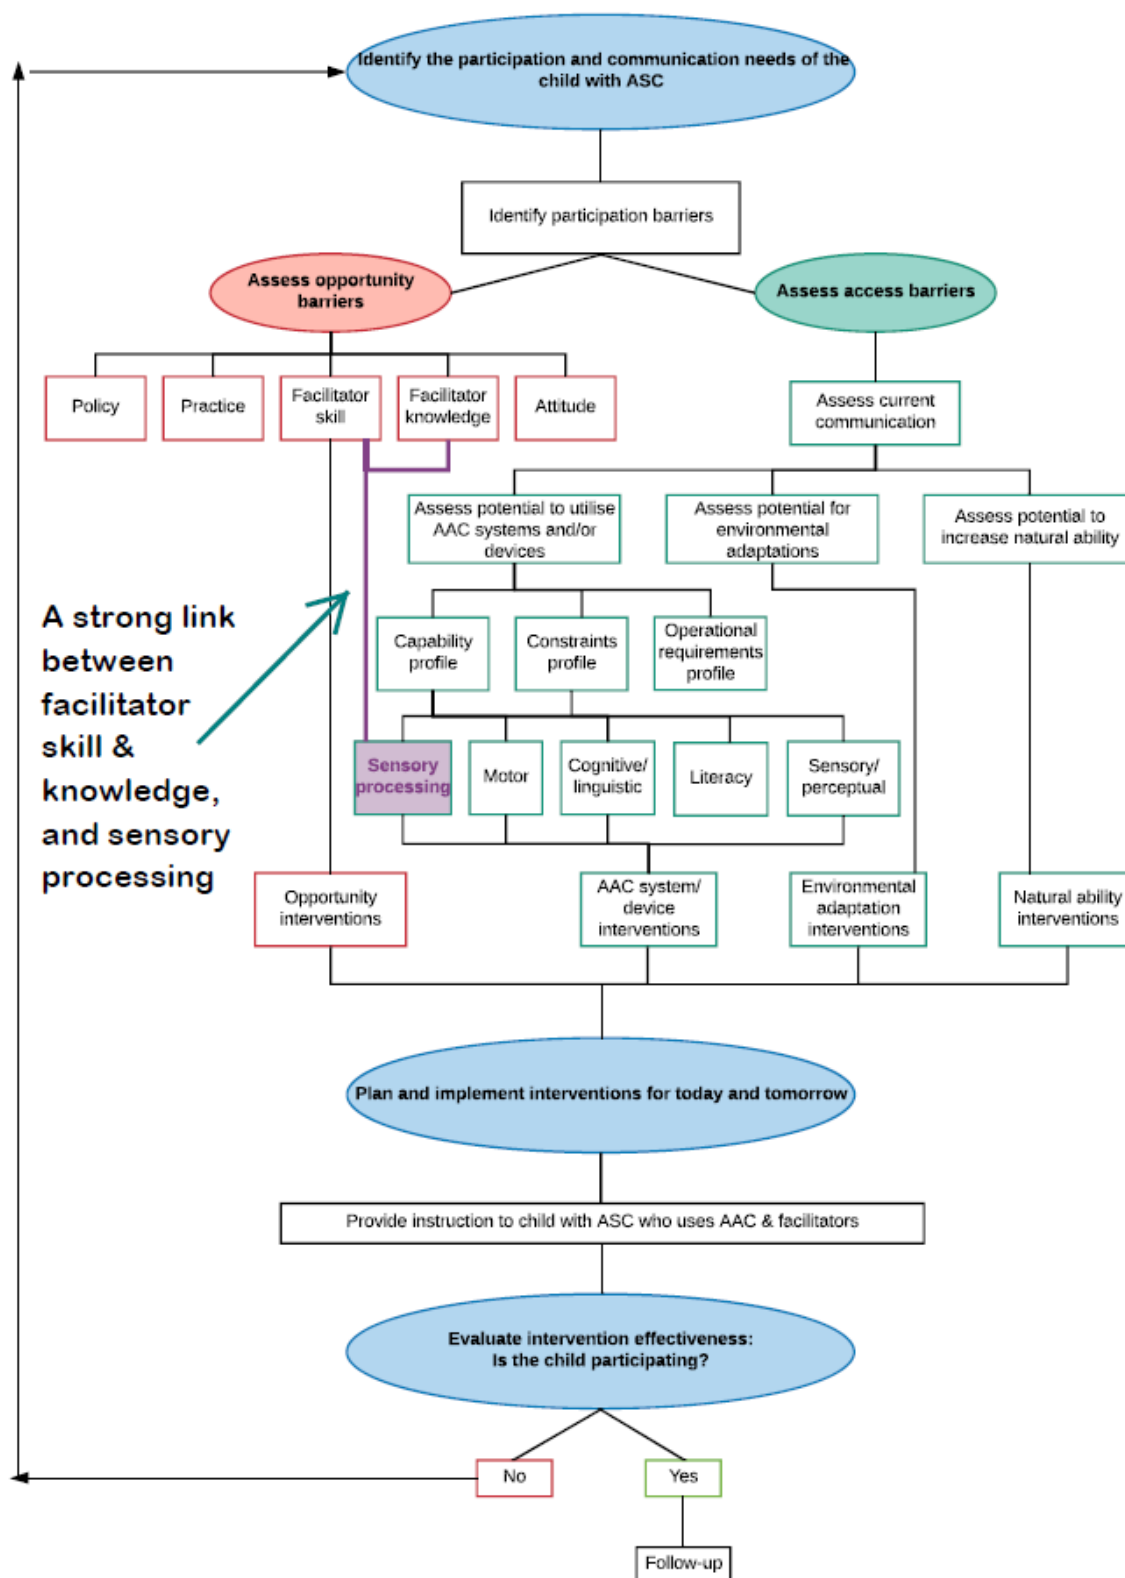 Identify the participation and communication needs of the
child with ASC
Identify participation barriers
Assess opportunity
barriers
Assess access barriers
Policy
Practice
Facilitator
skill
Facilitator
knowledge
Attitude
Assess current
communication
Assess potential to utilise
AAC systems and/or
devices
Assess potential for
environmental
adaptations
Assess potential to
increase natural ability
A strong link
between
facilitator
skill &
knowledge,
and sensory
processing
Capability
profile
Constraints
profile
Operational
requirements
profile
Sensory
processing
Motor
Cognitive/
linguistic
Literacy
Sensory/
perceptual
Opportunity
interventions
AAC system/
device
interventions
Environmental
adaptation
interventions
Natural ability
interventions
Plan and implement interventions for today and tomorrow
Provide instruction to child with ASC who uses AAC & facilitators
Evaluate intervention effectiveness:
Is the child participating?
No
Yes
Follow-up